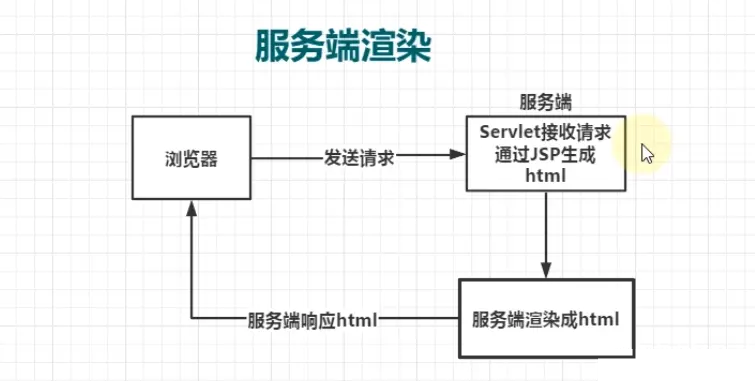 服务端渲染
服务端
浏览器
发送请求
Servlet接收请求
通过JSP生成
html
服务端响应html
服务端渲染成html